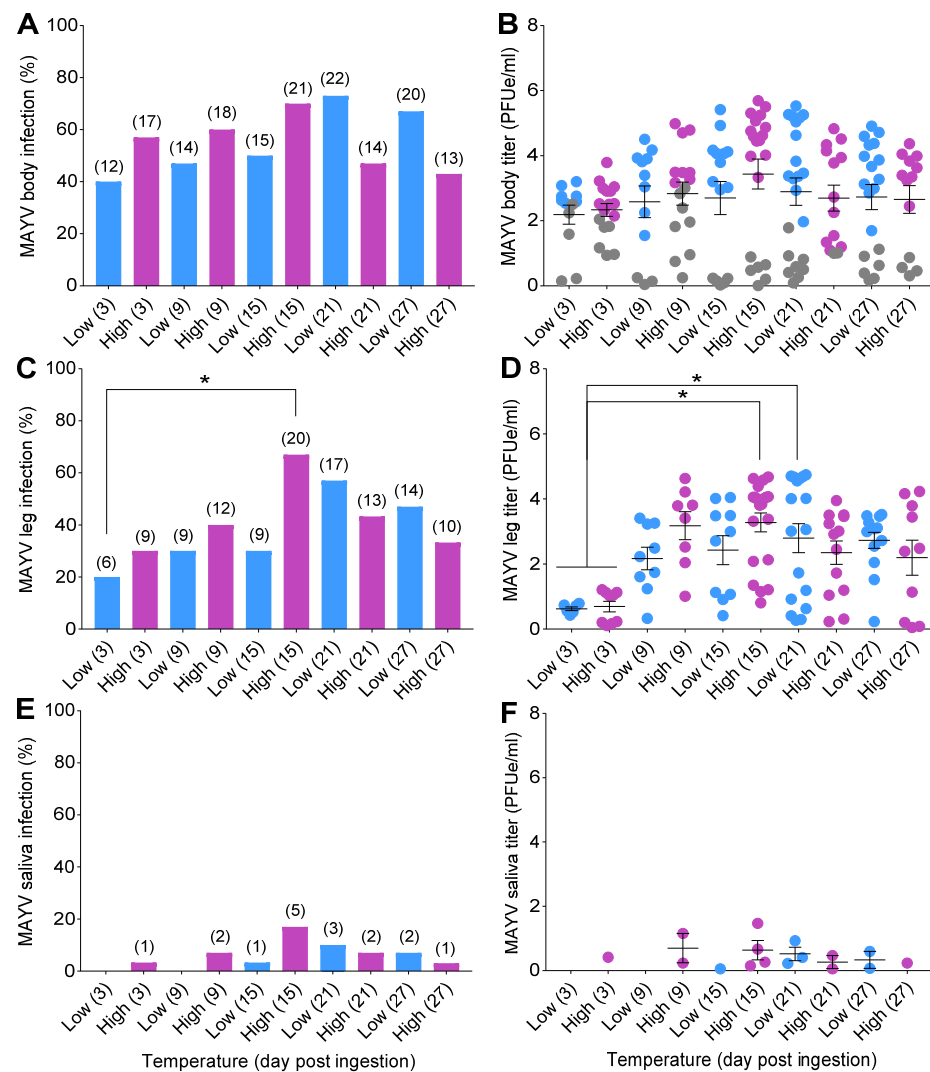 A
MAYV body infection (%)
100
80
60
40
20
0
(12)
(17)
(14)
(18)
(15)
(21)
(22)
(14)
(20)
(13)
Low (3)
High (3)
Low (9)
High (9)
Low (15)
High (15)
Low (21)
High (21)
Low (27)
High (27)
B
MAYV body titer (PFUe/ml)
8
6
4
2
0
Low (3)
High (3)
Low (9)
High (9)
Low (15)
High (15)
Low (21)
High (21)
Low (27)
High (27)
C
MAYV leg infection (%)
100
80
60
40
20
0
*
(6)
(9)
(9)
(12)
(9)
(20)
(17)
(13)
(14)
(10)
Low (3)
High (3)
Low (9)
High (9)
Low (15)
High (15)
Low (21)
High (21)
Low (27)
High (27)
D
MAYV leg titer (PFUe/ml)
8
6
4
2
0
*
*
Low (3)
High (3)
Low (9)
High (9)
Low (15)
High (15)
Low (21)
High (21)
Low (27)
High (27)
E
MAYV saliva infection (%)
100
80
60
40
20
0
(1)
(2)
(1)
(5)
(3)
(2)
(2)
(1)
Low (3)
High (3)
Low (9)
High (9)
Low (15)
High (15)
Low (21)
High (21)
Low (27)
High (27)
Temperature (day post ingestion)
F
MAYV saliva titer (PFUe/ml)
8
6
4
2
0
Low (3)
High (3)
Low (9)
High (9)
Low (15)
High (15)
Low (21)
High (21)
Low (27)
High (27)
Temperature (day post ingestion)